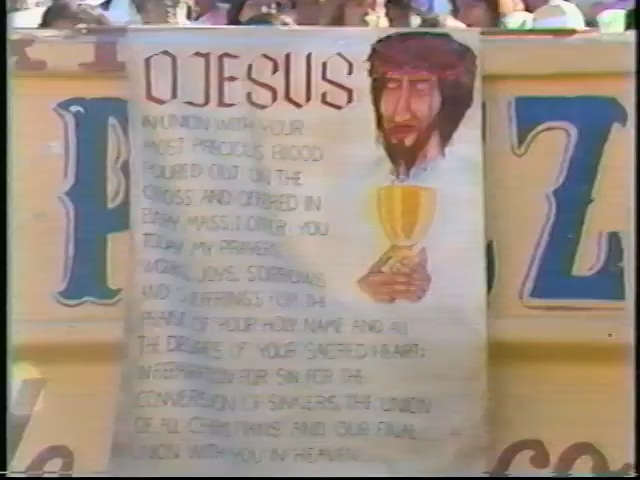 O JESUS
IN UNION WITH YOUR
MOST PRECIOUS BLOOD
POURED OUT ON THE
CROSS AND OFFERED IN
EVERY MASS, I OFFER YOU
TODAY MY PRAYERS,
WORKS, JOYS, SORROWS
AND SUFFERINGS FOR THE
PRAISE OF YOUR HOLY NAME AND ALL
THE DESIRES OF YOUR SACRED HEART;
IN REPARATION FOR SIN, FOR THE
CONVERSION OF SINNERS, THE UNION
OF ALL CHRISTIANS AND OUR FINAL
UNION WITH YOU IN HEAVEN
P Z
CO